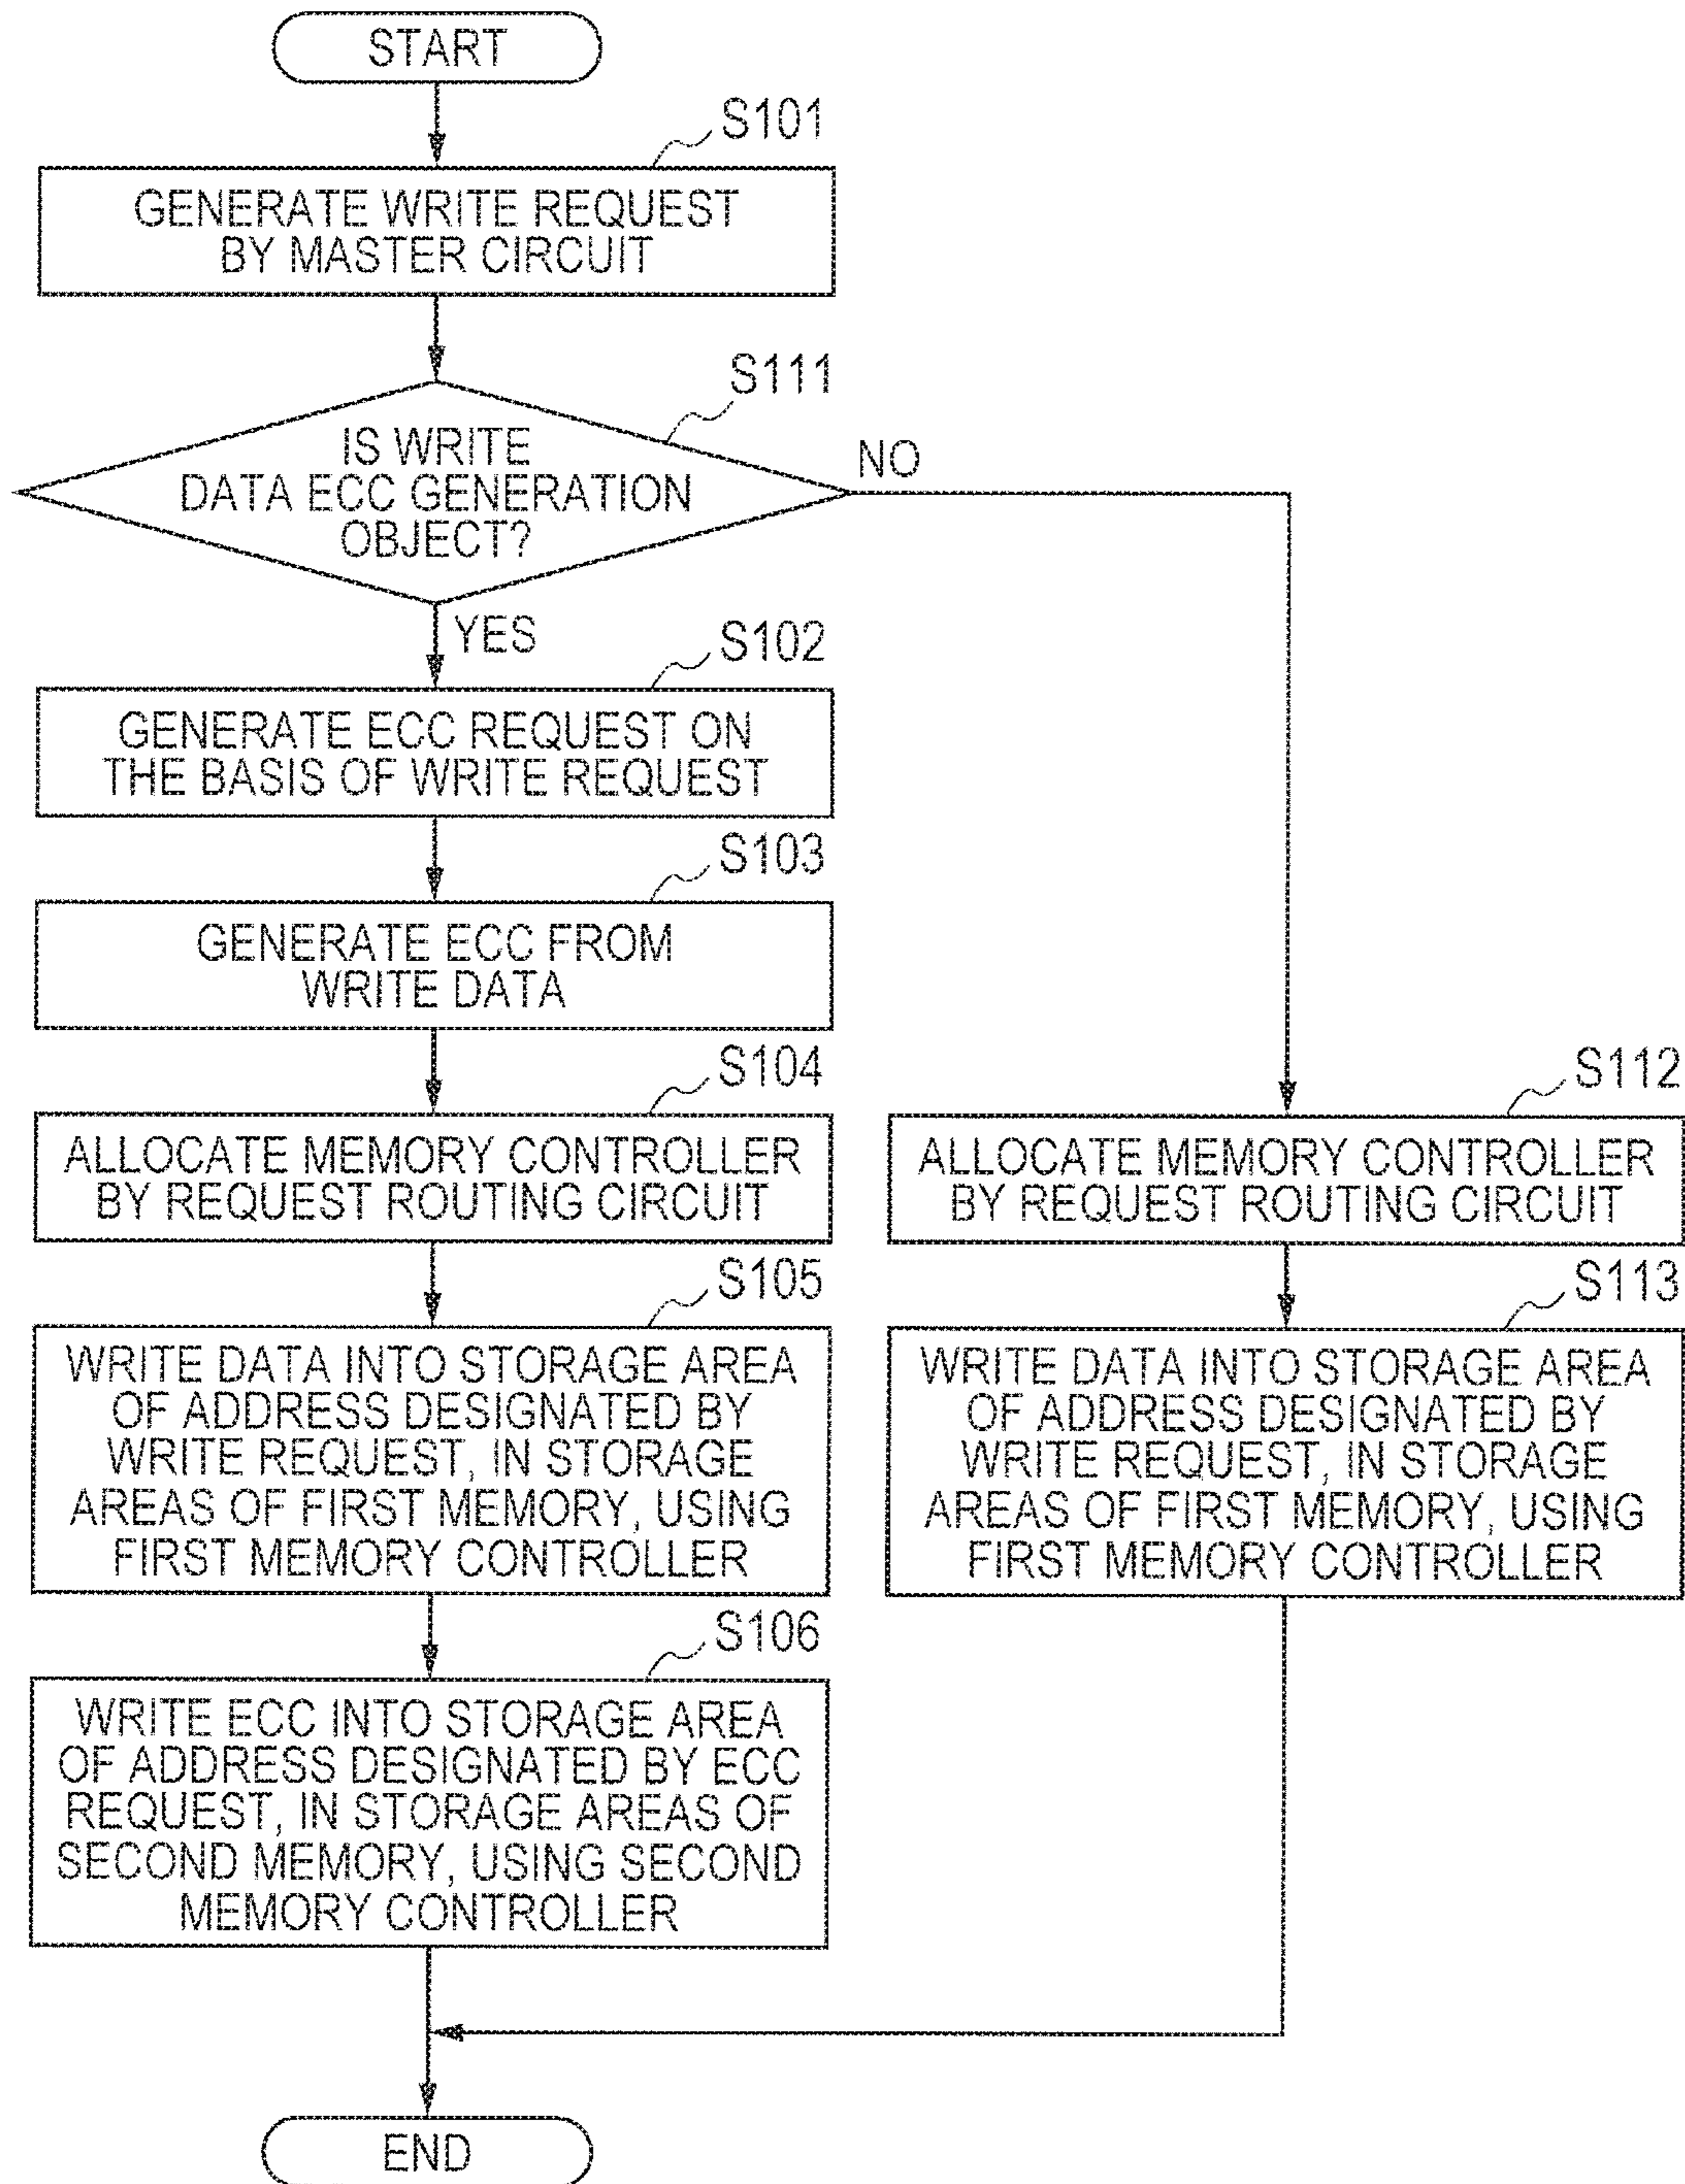 START
S101
GENERATE WRITE REQUEST
BY MASTER CIRCUIT
S111
IS WRITE
DATA ECC GENERATION
OBJECT?
NO
YES
S102
GENERATE ECC REQUEST ON
THE BASIS OF WRITE REQUEST
S103
GENERATE ECC FROM
WRITE DATA
S104
ALLOCATE MEMORY CONTROLLER
BY REQUEST ROUTING CIRCUIT
S112
ALLOCATE MEMORY CONTROLLER
BY REQUEST ROUTING CIRCUIT
S105
WRITE DATA INTO STORAGE AREA
OF ADDRESS DESIGNATED BY
WRITE REQUEST, IN STORAGE
AREAS OF FIRST MEMORY, USING
FIRST MEMORY CONTROLLER
S113
WRITE DATA INTO STORAGE AREA
OF ADDRESS DESIGNATED BY
WRITE REQUEST, IN STORAGE
AREAS OF FIRST MEMORY, USING
FIRST MEMORY CONTROLLER
S106
WRITE ECC INTO STORAGE AREA
OF ADDRESS DESIGNATED BY ECC
REQUEST, IN STORAGE AREAS OF
SECOND MEMORY, USING SECOND
MEMORY CONTROLLER
END